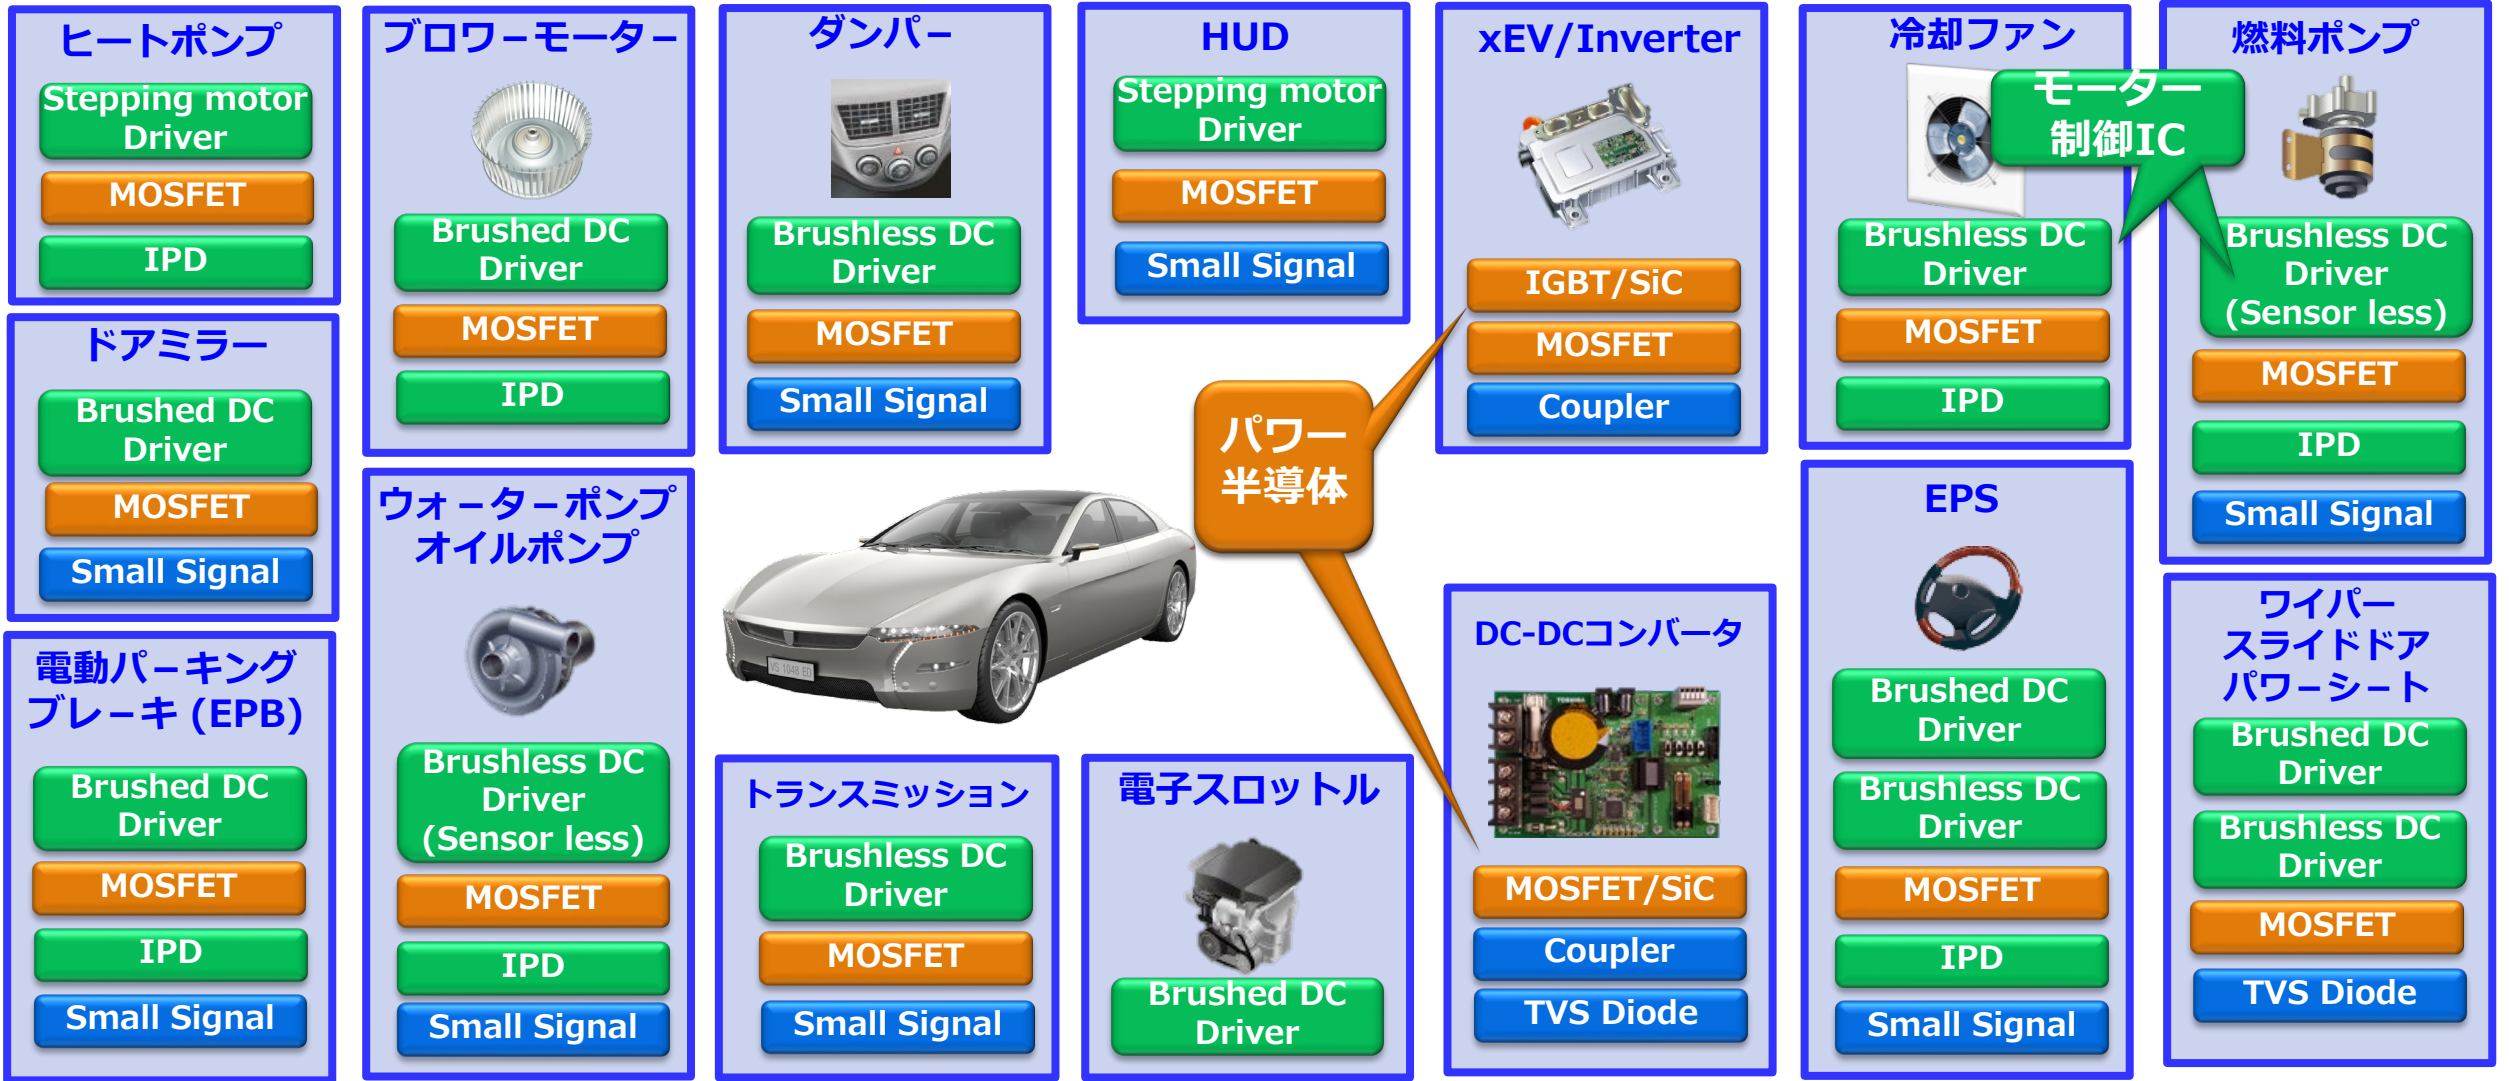 ヒートポンプ
Stepping motor
Driver
MOSFET
IPD
ドアミラー
Brushed DC
Driver
MOSFET
Small Signal
電動パーキング
ブレーキ (EPB)
Brushed DC
Driver
MOSFET
IPD
Small Signal
ブロワーモーター
Brushed DC
Driver
MOSFET
IPD
ウォーターポンプ
オイルポンプ
Brushless DC
Driver
(Sensor less)
MOSFET
IPD
Small Signal
ダンパー
Brushless DC
Driver
MOSFET
Small Signal
VS 1048 ED
トランスミッション
Brushless DC
Driver
MOSFET
Small Signal
HUD
Stepping motor
Driver
MOSFET
Small Signal
パワー
半導体
電子スロットル
Brushed DC
Driver
xEV/Inverter
IGBT/SiC
MOSFET
Coupler
DC-DCコンバータ
TOSHIBA
MOSFET/SiC
Coupler
TVS Diode
冷却ファン
モーター
制御IC
Brushless DC
Driver
MOSFET
IPD
EPS
Brushed DC
Driver
Brushless DC
Driver
MOSFET
IPD
Small Signal
燃料ポンプ
Brushless DC
Driver
(Sensor less)
MOSFET
IPD
Small Signal
ワイパー
スライドドア
パワーシート
Brushed DC
Driver
Brushless DC
Driver
MOSFET
TVS Diode